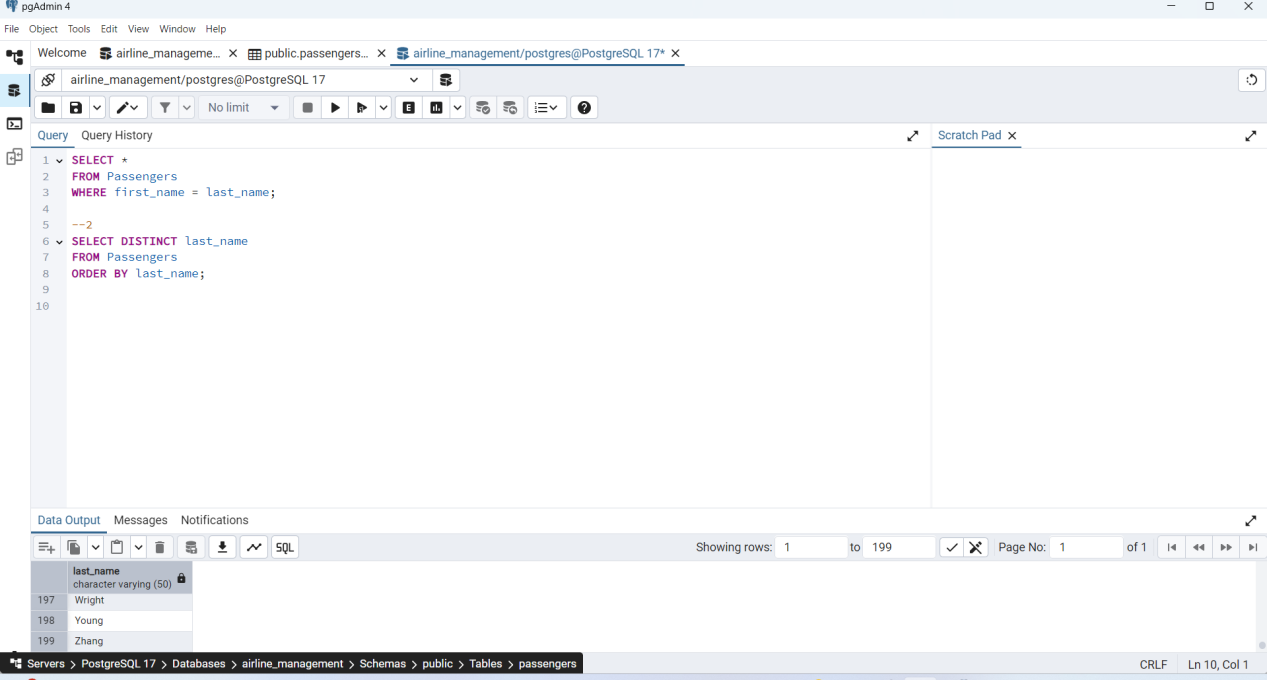 pgAdmin 4
File Object Tools Edit View Window Help
Welcome airline_manageme... × public.passengers... × airline_management/postgres@PostgreSQL 17* ×
airline_management/postgres@PostgreSQL 17
No limit E
Query Query History Scratch Pad ×
1 SELECT *
2 FROM Passengers
3 WHERE first_name = last_name;
4
5 --2
6 SELECT DISTINCT last_name
7 FROM Passengers
8 ORDER BY last_name;
9
10
Data Output Messages Notifications
SQL Showing rows: 1 to 199 Page No: 1 of 1
last_name
character varying (50)
197 Wright
198 Young
199 Zhang
Servers > PostgreSQL 17 > Databases > airline_management > Schemas > public > Tables > passengers CRLF Ln 10, Col 1